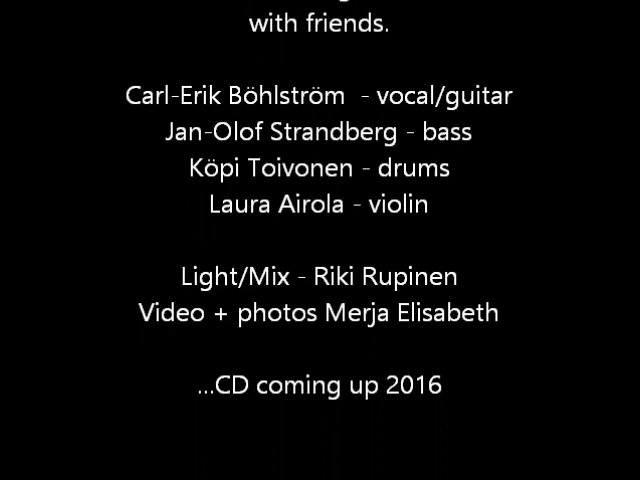 with friends.
Carl-Erik Böhlström - vocal/guitar
Jan-Olof Strandberg - bass
Köpi Toivonen - drums
Laura Airola - violin
Light/Mix - Riki Rupinen
Video + photos Merja Elisabeth
...CD coming up 2016